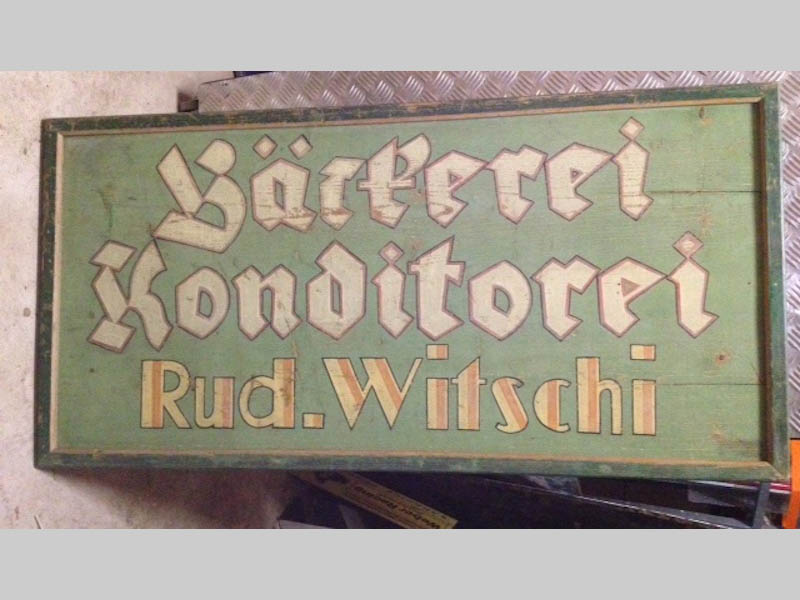 Bäckerei
Konditorei
Rud. Witschi